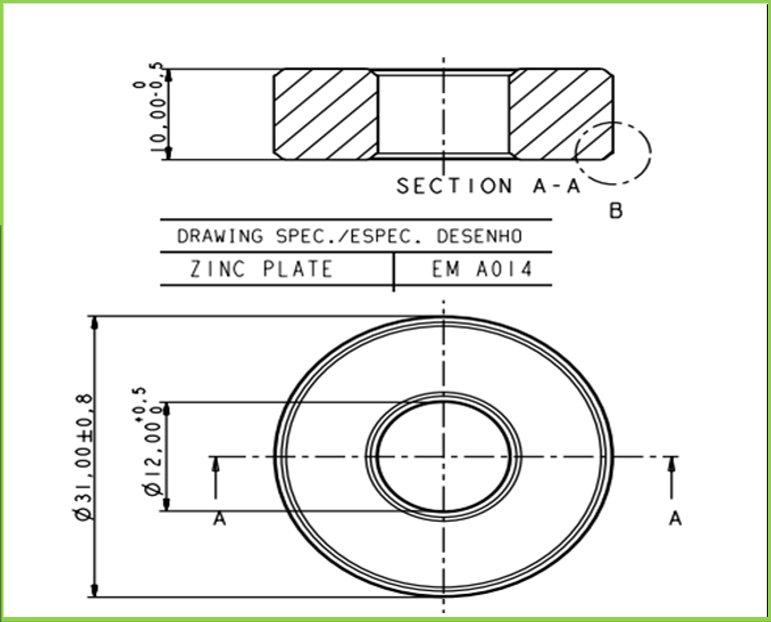 10,00 0 -0,5
SECTION A-A
B
DRAWING SPEC./ESPEC. DESENHO
ZINC PLATE EM A014
Ø31,00±0,8
Ø12,00 +0,5 0
A A